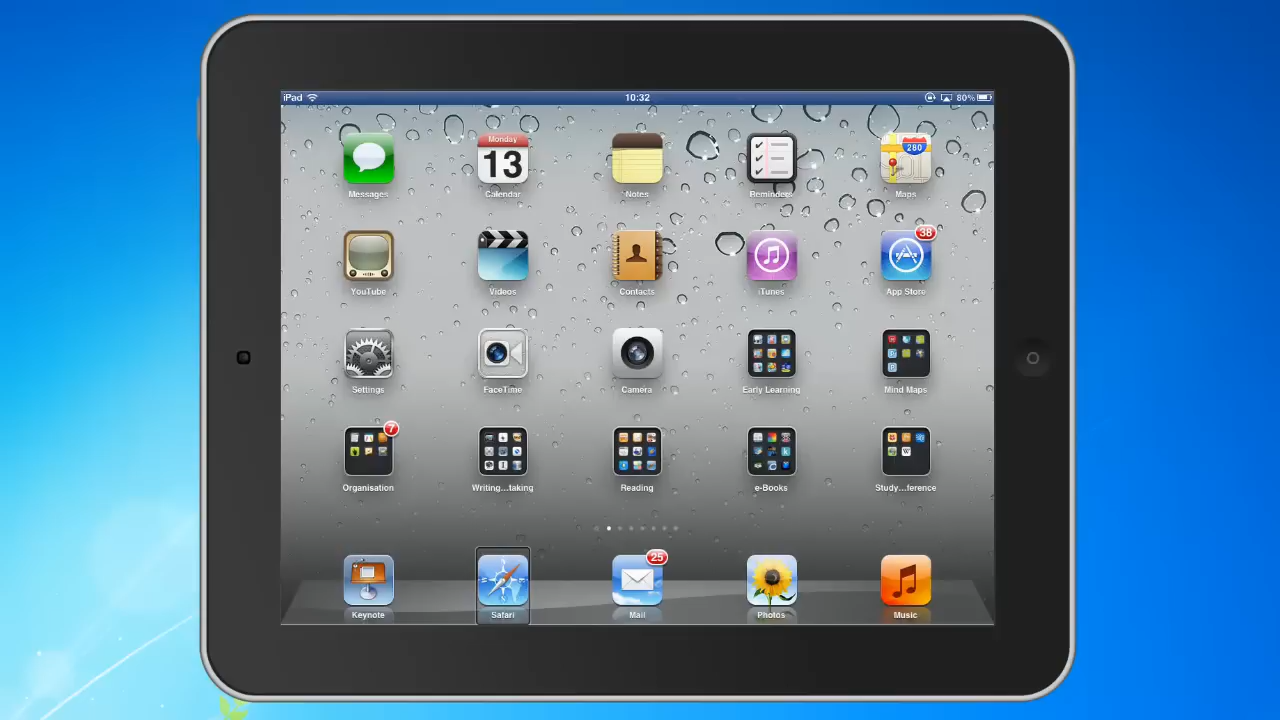 iPad 10:32 80%
Monday
13
280
Messages Calendar Notes Reminders Maps
38
YouTube Videos Contacts iTunes App Store
Settings FaceTime Camera Early Learning Mind Maps
7
Organisation Writing...taking Reading e-Books Study...ference
25
Keynote Safari Mail Photos Music